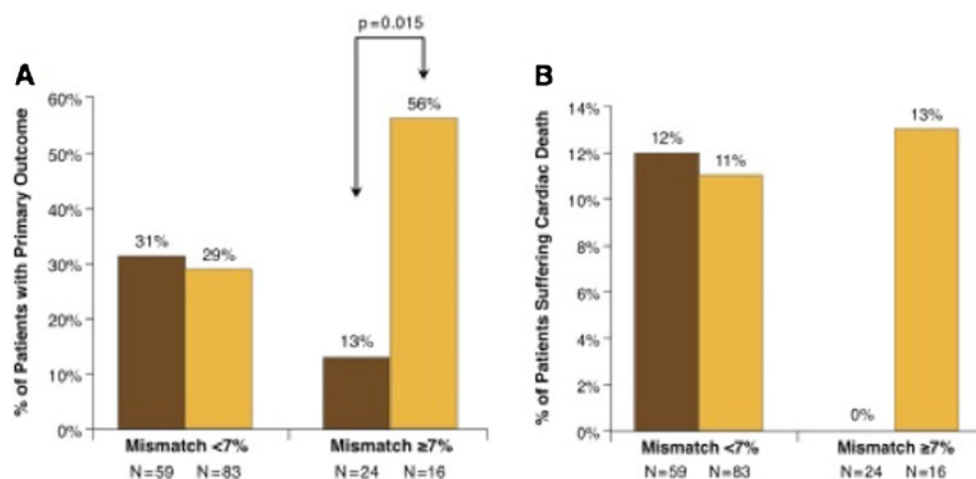 p=0.015
A
% of Patients with Primary Outcome
60%
50%
40%
30%
20%
10%
0%
31%
29%
13%
56%
Mismatch <7%
Mismatch ≥7%
N=59 N=83
N=24 N=16
B
% of Patients Suffering Cardiac Death
14%
12%
10%
8%
6%
4%
2%
0%
12%
11%
0%
13%
Mismatch <7%
Mismatch ≥7%
N=59 N=83
N=24 N=16